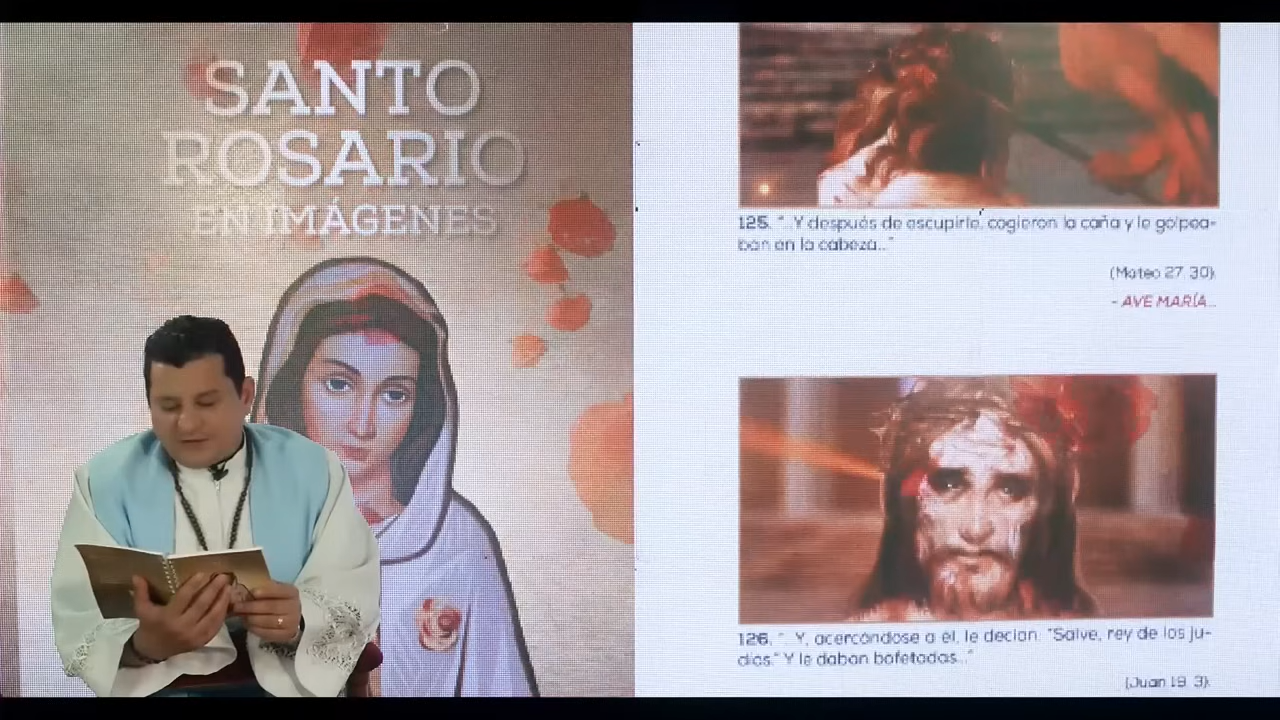 SANTO
ROSARIO
EN IMÁGENES
125. "...Y después de escupirle, cogieron la caña y le golpea-
ban en la cabeza..."
(Mateo 27, 30).
- AVE MARÍA...
126. "...Y, acercándose a él, le decían: "Salve, rey de los ju-
díos." Y le daban bofetadas..."
(Juan 19, 3).